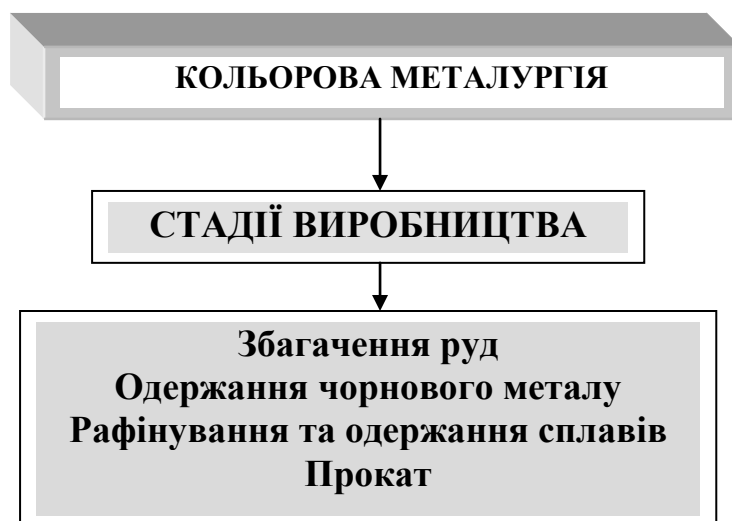 КОЛЬОРОВА МЕТАЛУРГІЯ
СТАДІЇ ВИРОБНИЦТВА
Збагачення руд
Одержання чорнового металу
Рафінування та одержання сплавів
Прокат